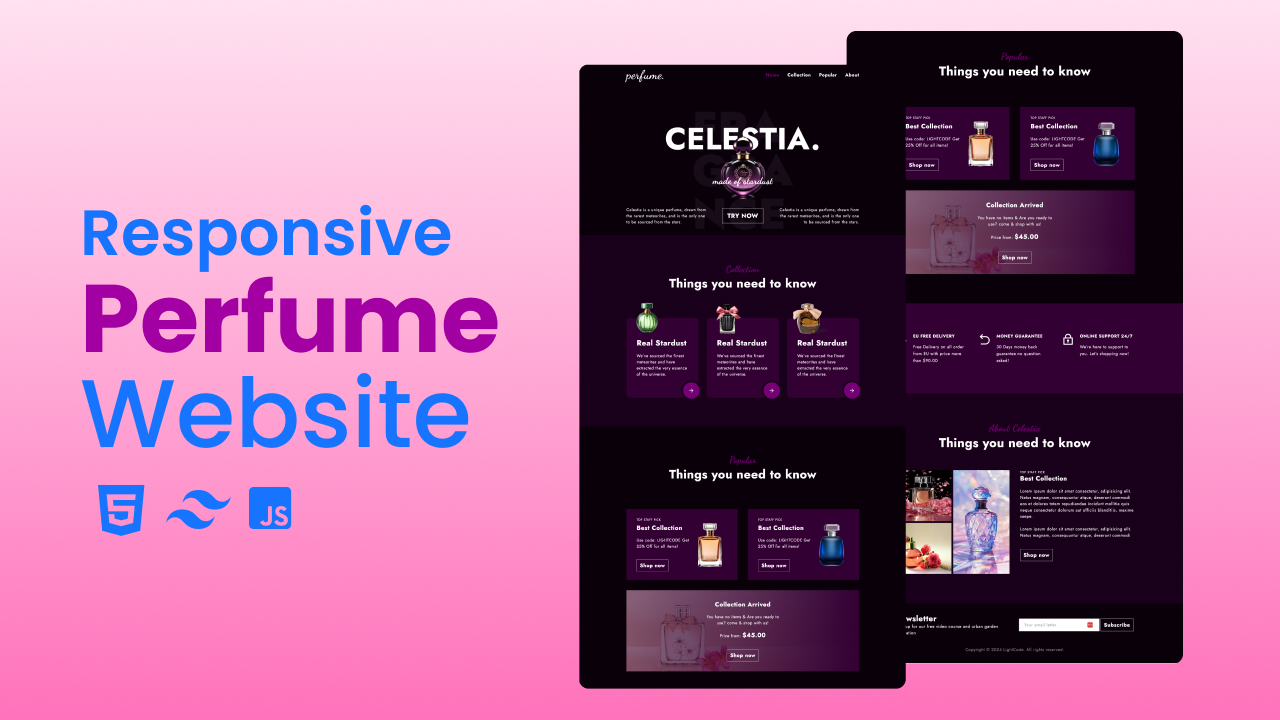 Responsive
Perfume
Website
JS
perfume.
Home Collection Popular About
FRA
GRA
NCE
CELESTIA.
made of stardust
Celestia is a unique perfume, drawn from
the rarest meteorites, and is the only one
to be sourced from the stars.
TRY NOW
Celestia is a unique perfume, drawn from
the rarest meteorites, and is the only one
to be sourced from the stars.
Collection
Things you need to know
Real Stardust
We've sourced the finest
meteorites and have
extracted the very essence
of the universe.
Real Stardust
We've sourced the finest
meteorites and have
extracted the very essence
of the universe.
Real Stardust
We've sourced the finest
meteorites and have
extracted the very essence
of the universe.
Popular
Things you need to know
TOP STAFF PICK
Best Collection
Use code: LIGHTCODE Get
25% Off for all items!
Shop now
TOP STAFF PICK
Best Collection
Use code: LIGHTCODE Get
25% Off for all items!
Shop now
Collection Arrived
You have no items & Are you ready to
use? come & shop with us!
Price from: $45.00
Shop now
Popular
Things you need to know
TOP STAFF PICK
Best Collection
Use code: LIGHTCODE Get
25% Off for all items!
Shop now
TOP STAFF PICK
Best Collection
Use code: LIGHTCODE Get
25% Off for all items!
Shop now
Collection Arrived
You have no items & Are you ready to
use? come & shop with us!
Price from: $45.00
Shop now
EU FREE DELIVERY
Free Delivery on all order
from EU with price more
than $90.00
MONEY GUARANTEE
30 Days money back
guarantee no question
asked!
ONLINE SUPPORT 24/7
We're here to support to
you. Let's shopping now!
About Celestia
Things you need to know
TOP STAFF PICK
Best Collection
Lorem ipsum dolor sit amet consectetur, adipisicing elit.
Natus magnam, consequatur dignissimos, dolorem commodi
eos et dolores totam repudiandae incidunt mollitia quis
neque consectetur dolorum aut officiis blanditiis, maxime
saepe.
Lorem ipsum dolor sit amet consectetur, adipisicing elit.
Natus magnam, consequatur dignissimos, dolorem commodi
Shop now
wsletter
up for our free video course and urban garden
ation
Your email letter
Subscribe
Copyright © 2024 LightCode. All rights reserved.